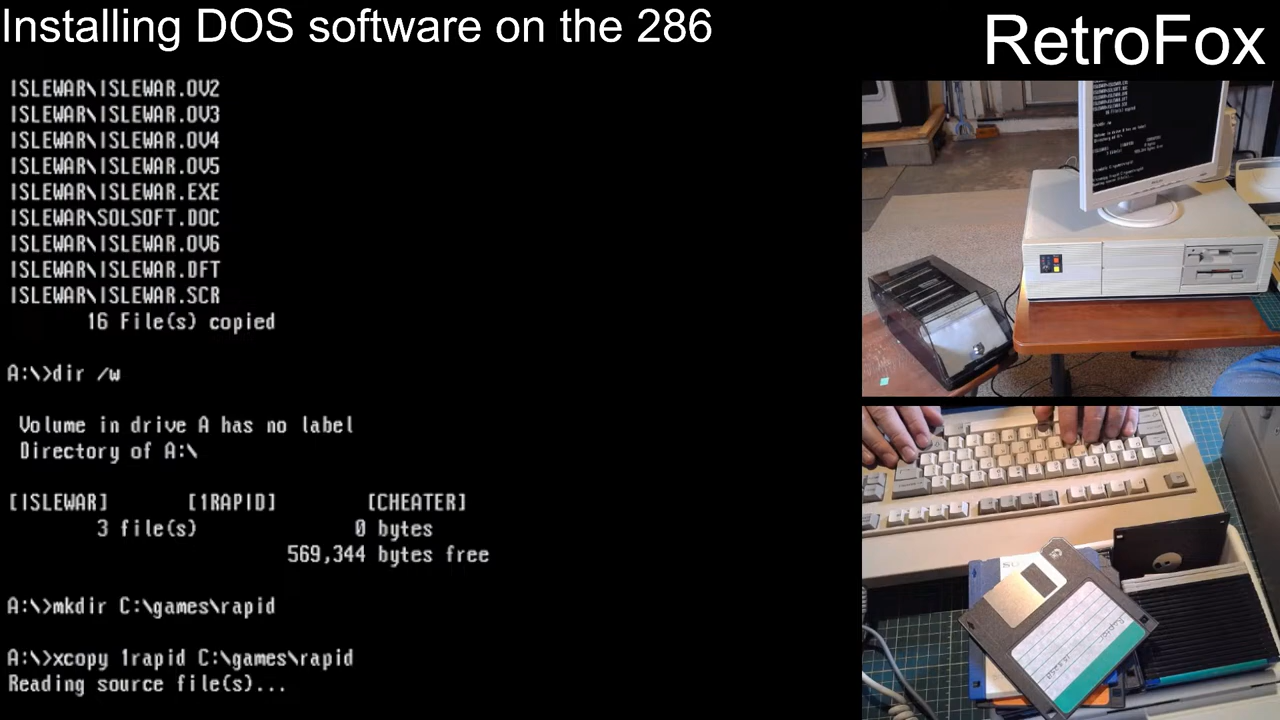 Installing DOS software on the 286
RetroFox
ISLEWAR\ISLEWAR.OV2
ISLEWAR\ISLEWAR.OV3
ISLEWAR\ISLEWAR.OV4
ISLEWAR\ISLEWAR.OV5
ISLEWAR\ISLEWAR.EXE
ISLEWAR\SOLSOFT.DOC
ISLEWAR\ISLEWAR.OV6
ISLEWAR\ISLEWAR.DFT
ISLEWAR\ISLEWAR.SCR
16 File(s) copied
A:\>dir /w
Volume in drive A has no label
Directory of A:\
[ISLEWAR] [1RAPID] [CHEATER]
3 file(s) 0 bytes
569,344 bytes free
A:\>mkdir C:\games\rapid
A:\>xcopy 1rapid C:\games\rapid
Reading source file(s)...